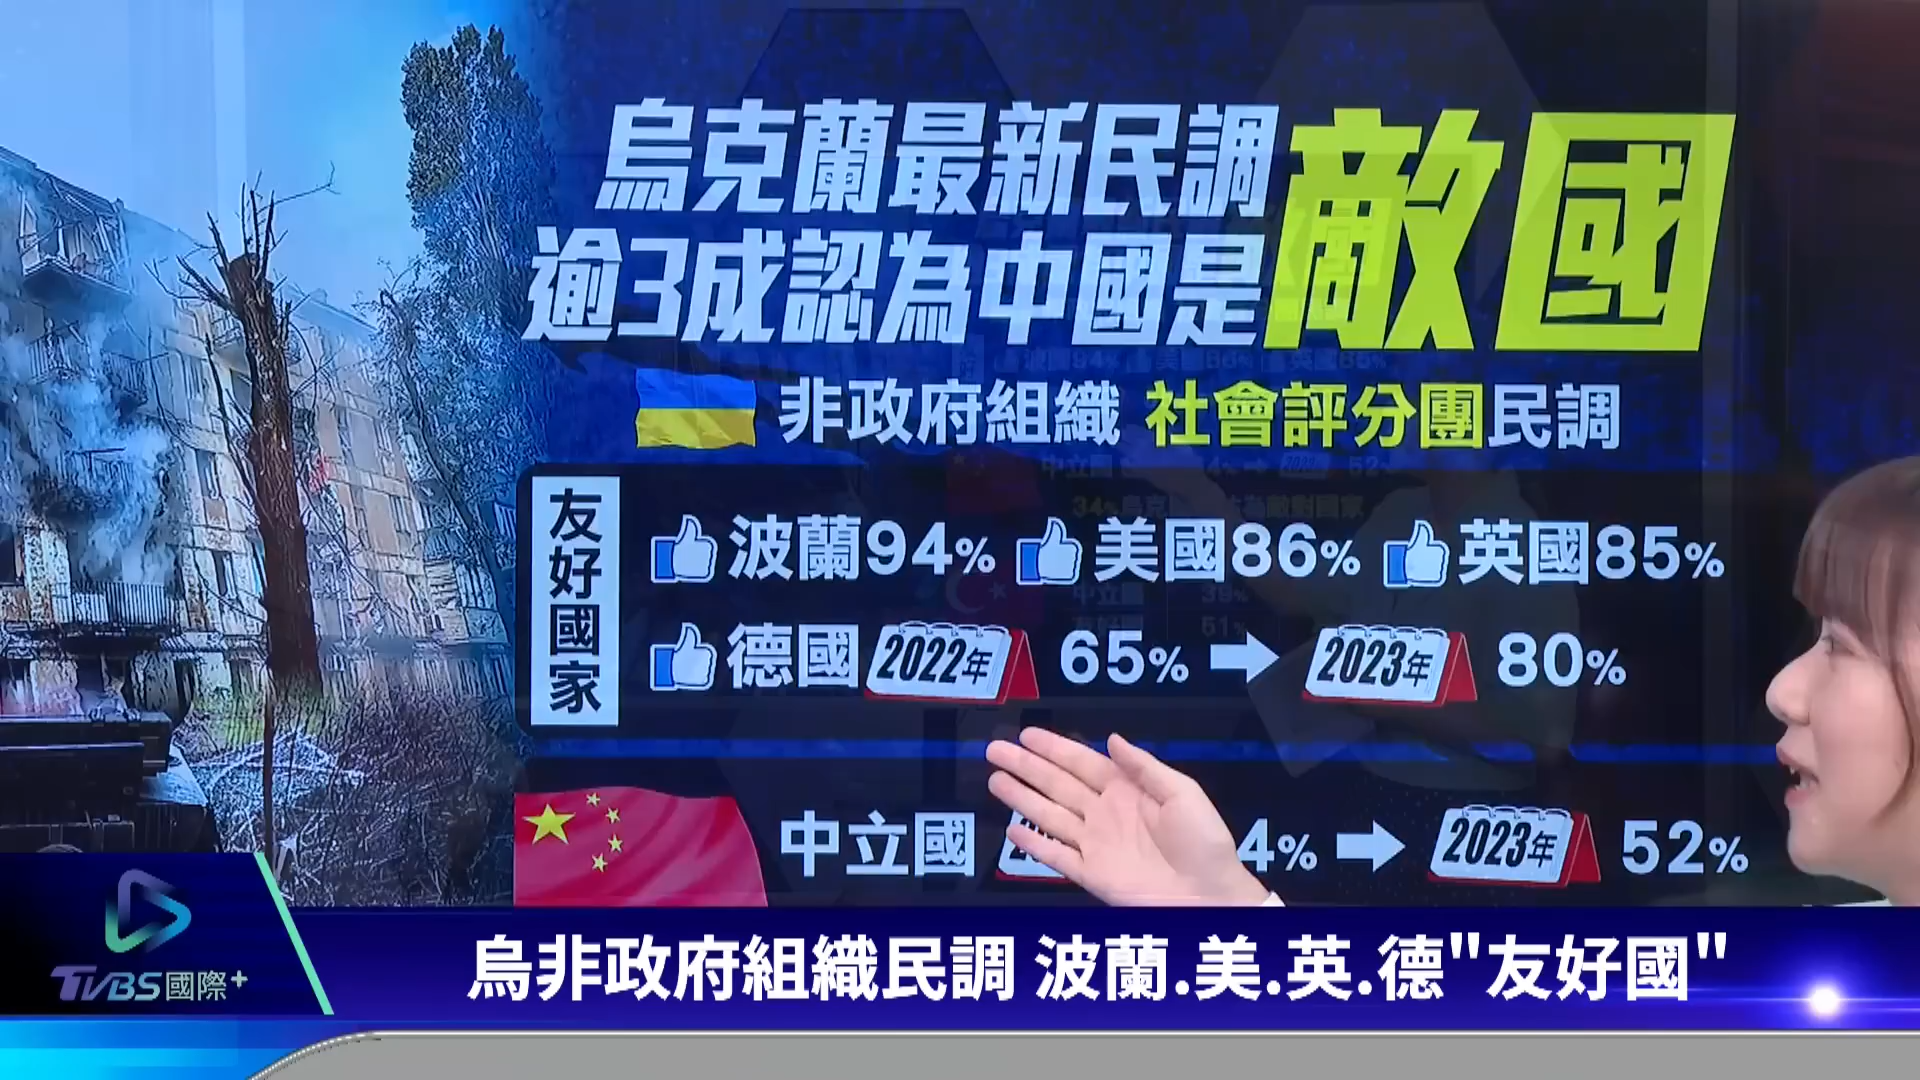 烏克蘭最新民調
逾3成認為中國是
敵國
非政府組織 社會評分團民調
友好國家
波蘭94% 美國86% 英國85%
德國 2022年 65% 2023年 80%
中立國 4% 2023年 52%
TVBS國際+
烏非政府組織民調 波蘭.美.英.德"友好國"